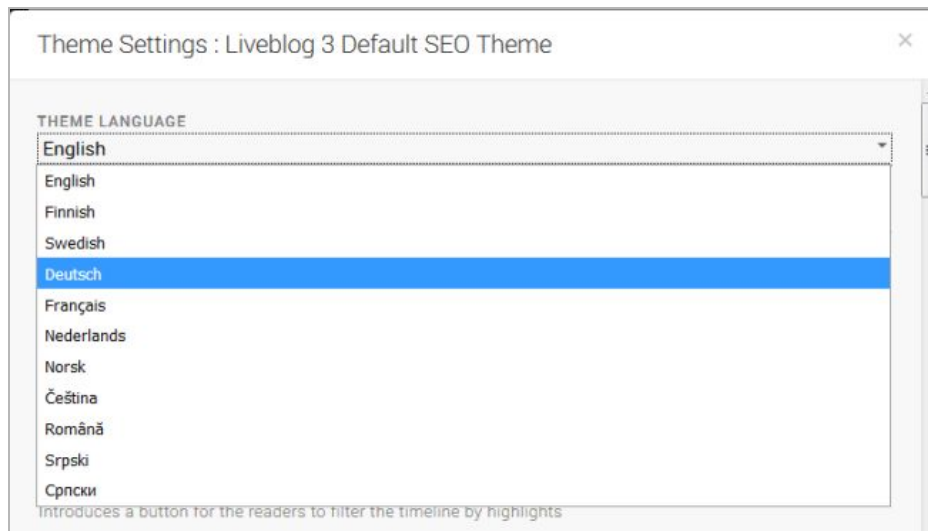 Theme Settings : Liveblog 3 Default SEO Theme
THEME LANGUAGE
English
English
Finnish
Swedish
Deutsch
Français
Nederlands
Norsk
Čeština
Română
Srpski
Српски
Introduces a button for the readers to filter the timeline by highlights